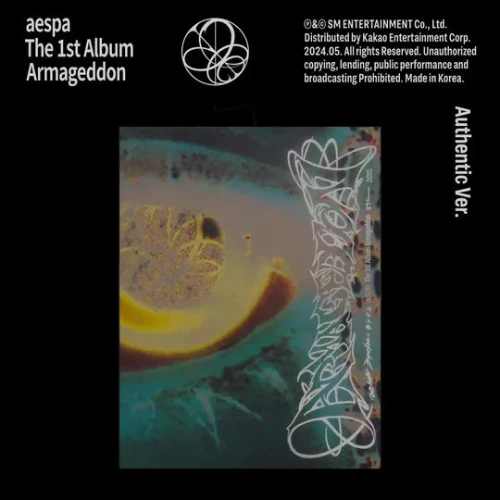 aespa
The 1st Album
Armageddon
℗&© SM ENTERTAINMENT Co., Ltd.
Distributed by Kakao Entertainment Corp.
2024.05. All rights Reserved. Unauthorized
copying, lending, public performance and
broadcasting Prohibited. Made in Korea.
Authentic Ver.